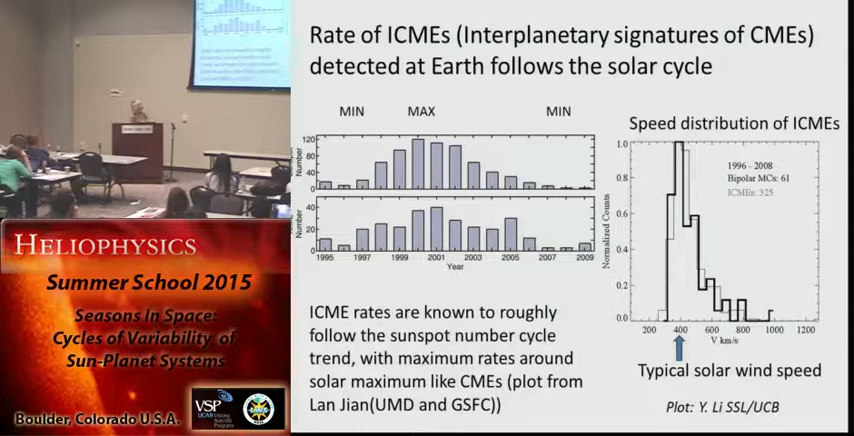 Rate of ICMEs (Interplanetary signatures of CMEs)
detected at Earth follows the solar cycle
MIN MAX MIN
120
80
40
0
Number
40
30
20
10
0
Number
1995 1997 1999 2001 2003 2005 2007 2009
Year
Speed distribution of ICMEs
1.0
0.8
0.6
0.4
0.2
0.0
Normalized Counts
1996 - 2008
Bipolar MCs: 61
ICMEs: 325
200 400 600 800 1000 1200
V km/s
Typical solar wind speed
Plot: Y. Li SSL/UCB
ICME rates are known to roughly
follow the sunspot number cycle
trend, with maximum rates around
solar maximum like CMEs (plot from
Lan Jian(UMD and GSFC))
HELIOPHYSICS
Summer School 2015
Seasons In Space:
Cycles of Variability of
Sun-Planet Systems
Boulder, Colorado U.S.A.
VSP
UCAR Visiting
Scientist
Programs